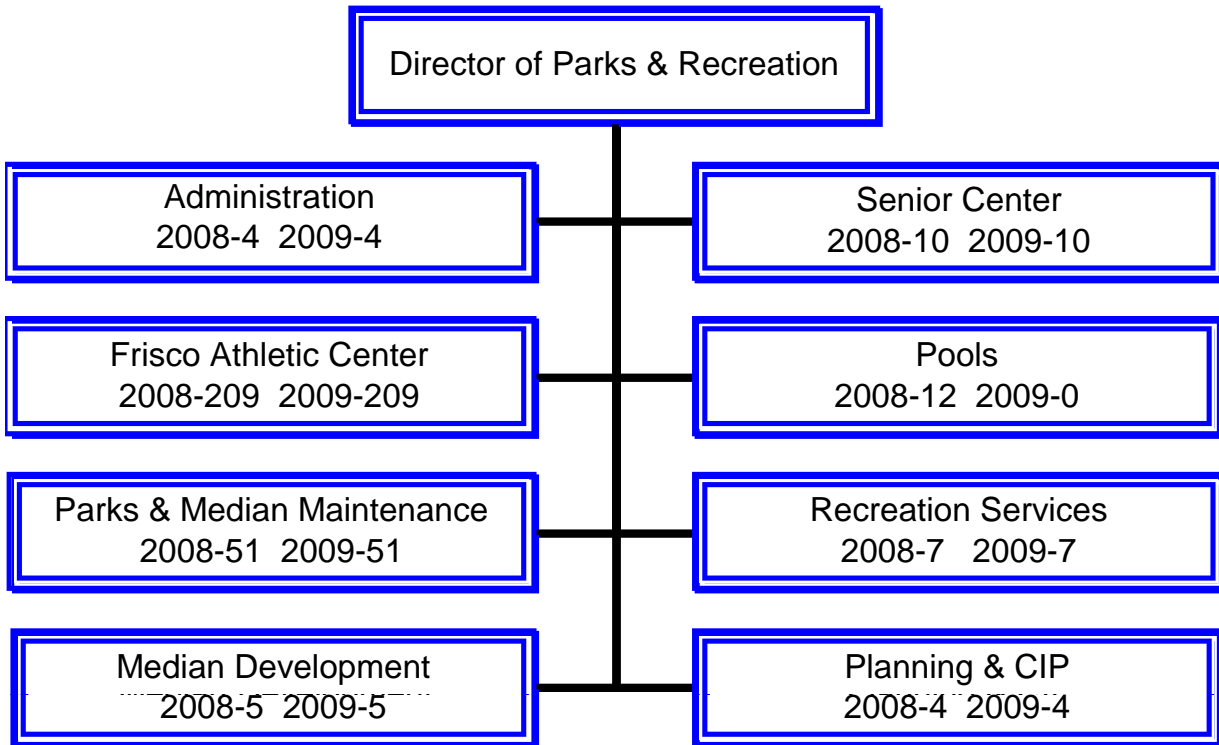 Director of Parks & Recreation
Administration
2008-4 2009-4
Senior Center
2008-10 2009-10
Frisco Athletic Center
2008-209 2009-209
Pools
2008-12 2009-0
Parks & Median Maintenance
2008-51 2009-51
Recreation Services
2008-7 2009-7
Median Development
2008-5 2009-5
Planning & CIP
2008-4 2009-4